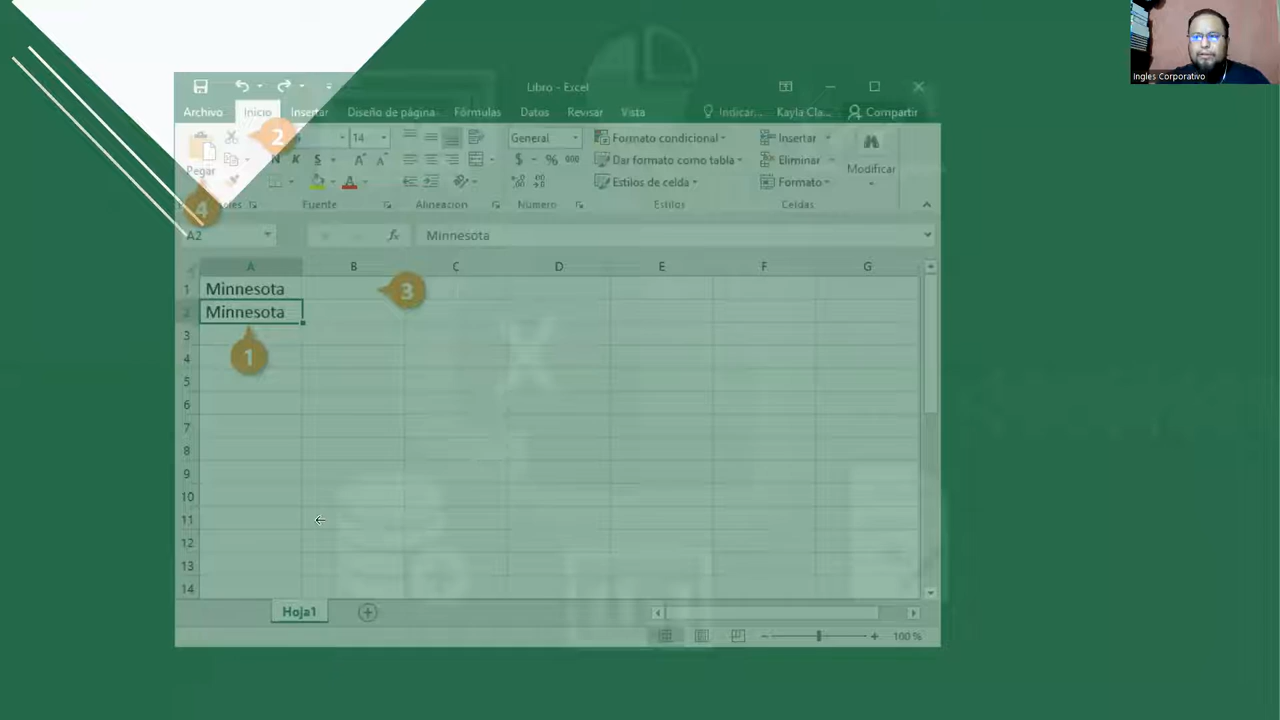 Ingles Corporativo
Libro - Excel
Archivo Inicio Insertar Diseño de página Fórmulas Datos Revisar Vista Indicar... Kayla Cla... Compartir
2
14 General Formato condicional Insertar
Pegar N K S A A $ % 000 Dar formato como tabla Eliminar Modificar
A Estilos de celda Formato
4 Fuente Alineación Número Estilos Celdas
A2 fx Minnesota
A B C D E F G
1 Minnesota 3
2 Minnesota
3
1
4
5
6
7
8
9
10
11
12
13
14
Hoja1
100 %